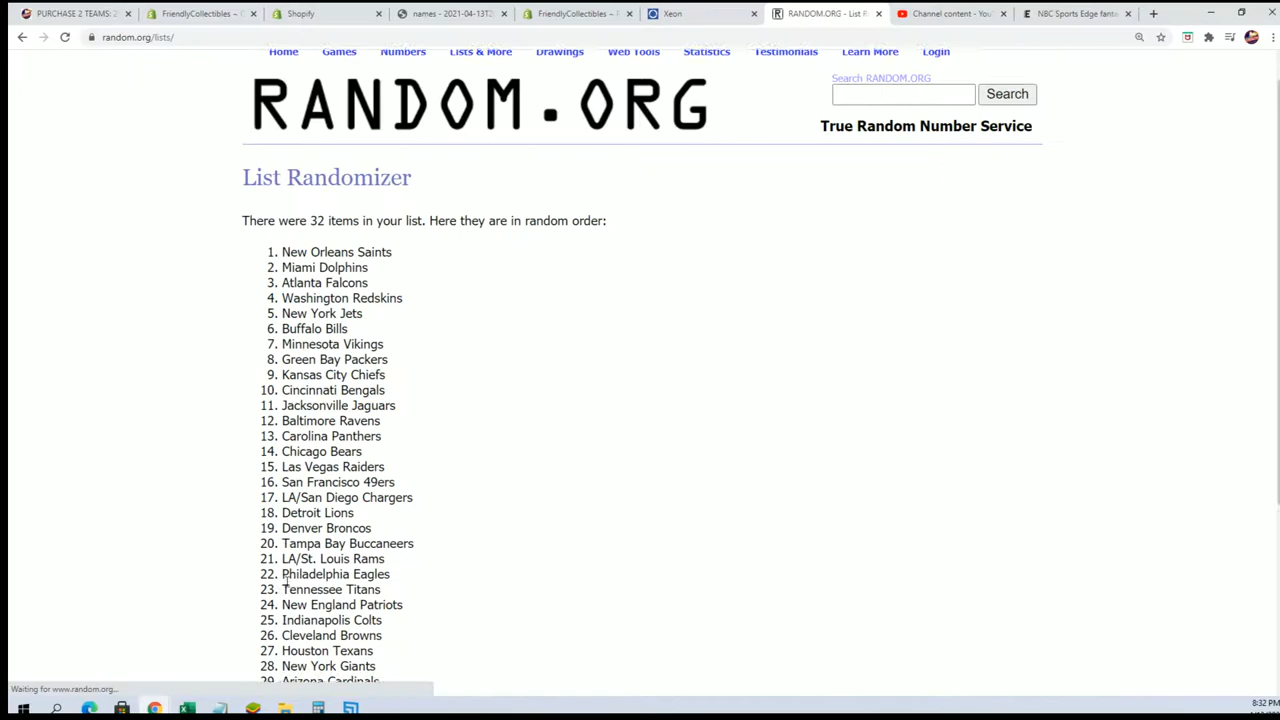 PURCHASE 2 TEAMS: 2
FriendlyCollectibles ~ C
Shopify
names - 2021-04-13T2
FriendlyCollectibles ~ F
Xeon
RANDOM.ORG - List R
Channel content - You
NBC Sports Edge fanta
random.org/lists/
Home Games Numbers Lists & More Drawings Web Tools Statistics Testimonials Learn More Login
RANDOM.ORG
Search RANDOM.ORG
Search
True Random Number Service
List Randomizer
There were 32 items in your list. Here they are in random order:
1. New Orleans Saints
2. Miami Dolphins
3. Atlanta Falcons
4. Washington Redskins
5. New York Jets
6. Buffalo Bills
7. Minnesota Vikings
8. Green Bay Packers
9. Kansas City Chiefs
10. Cincinnati Bengals
11. Jacksonville Jaguars
12. Baltimore Ravens
13. Carolina Panthers
14. Chicago Bears
15. Las Vegas Raiders
16. San Francisco 49ers
17. LA/San Diego Chargers
18. Detroit Lions
19. Denver Broncos
20. Tampa Bay Buccaneers
21. LA/St. Louis Rams
22. Philadelphia Eagles
23. Tennessee Titans
24. New England Patriots
25. Indianapolis Colts
26. Cleveland Browns
27. Houston Texans
28. New York Giants
29. Arizona Cardinals
Waiting for www.random.org...
8:32 PM